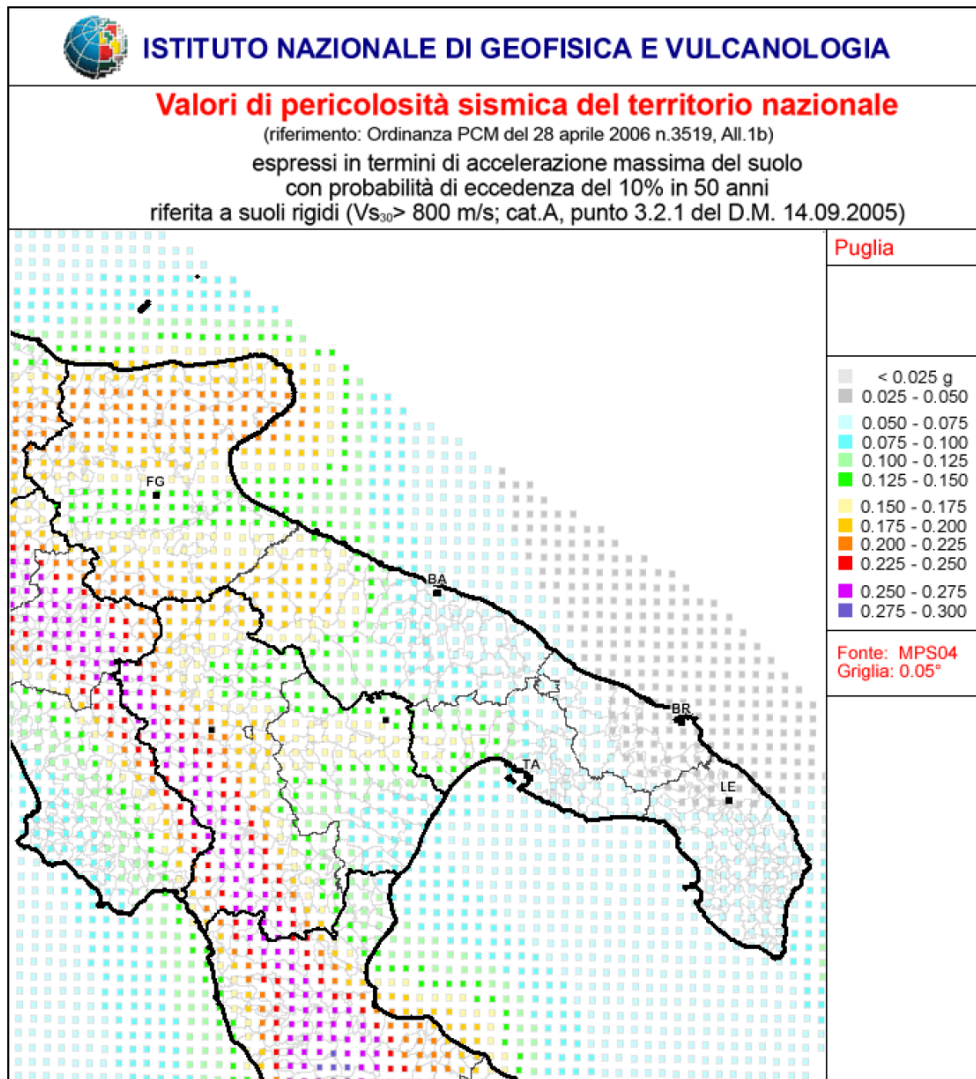 ISTITUTO NAZIONALE DI GEOFISICA E VULCANOLOGIA
Valori di pericolosità sismica del territorio nazionale
(riferimento: Ordinanza PCM del 28 aprile 2006 n.3519, All.1b)
espressi in termini di accelerazione massima del suolo
con probabilità di eccedenza del 10% in 50 anni
riferita a suoli rigidi (Vs₃₀> 800 m/s; cat.A, punto 3.2.1 del D.M. 14.09.2005)
Puglia
< 0.025 g
0.025 - 0.050
0.050 - 0.075
0.075 - 0.100
0.100 - 0.125
0.125 - 0.150
0.150 - 0.175
0.175 - 0.200
0.200 - 0.225
0.225 - 0.250
0.250 - 0.275
0.275 - 0.300
Fonte: MPS04
Griglia: 0.05°
FG
BA
BR
TA
LE